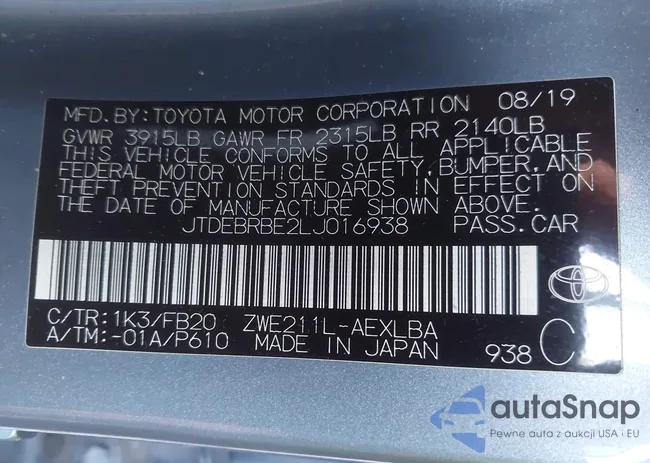 MFD.BY:TOYOTA MOTOR CORPORATION 08/19
GVWR 3915LB GAWR FR 2315LB RR 2140LB
THIS VEHICLE CONFORMS TO ALL APPLICABLE
FEDERAL MOTOR VEHICLE SAFETY,BUMPER,AND
THEFT PREVENTION STANDARDS IN EFFECT ON
THE DATE OF MANUFACTURE SHOWN ABOVE.
JTDEBRBE2LJ016938 PASS.CAR
C/TR:1K3/FB20 ZWE211L-AEXLBA
A/TM:-01A/P610 MADE IN JAPAN 938 C
autaSnap
Pewne auta z aukcji USA i EU